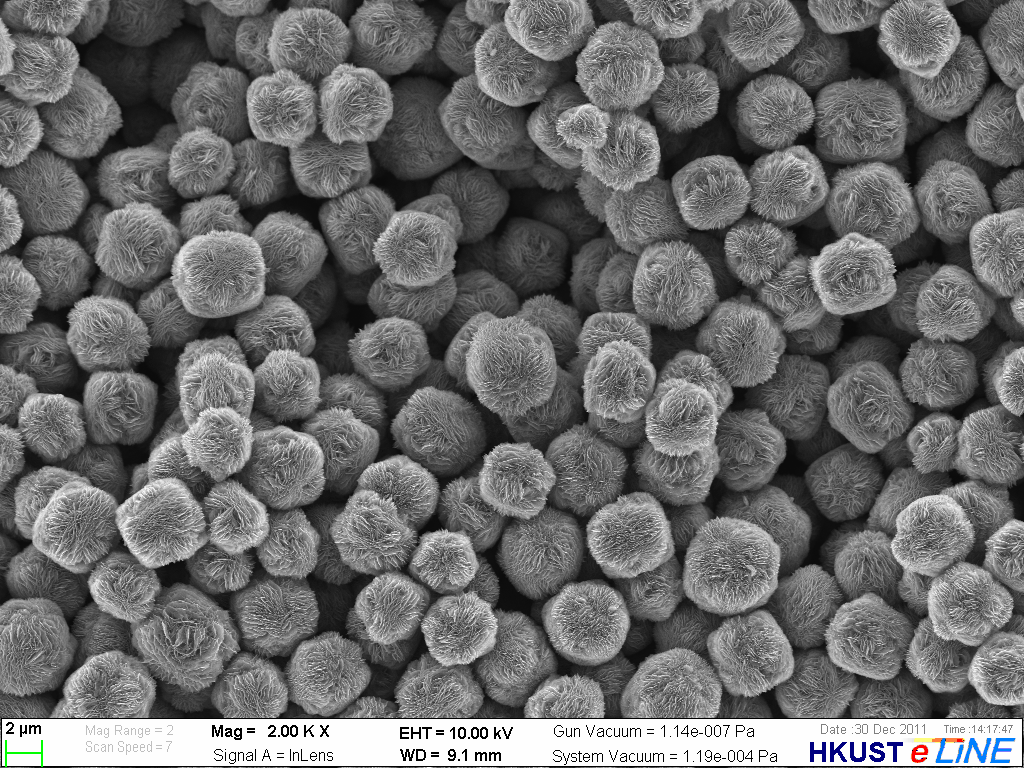 2 µm
Mag Range = 2
Scan Speed = 7
Mag = 2.00 K X
Signal A = InLens
EHT = 10.00 kV
WD = 9.1 mm
Gun Vacuum = 1.14e-007 Pa
System Vacuum = 1.19e-004 Pa
Date :30 Dec 2011 Time :14:17:47
HKUST e LiNE